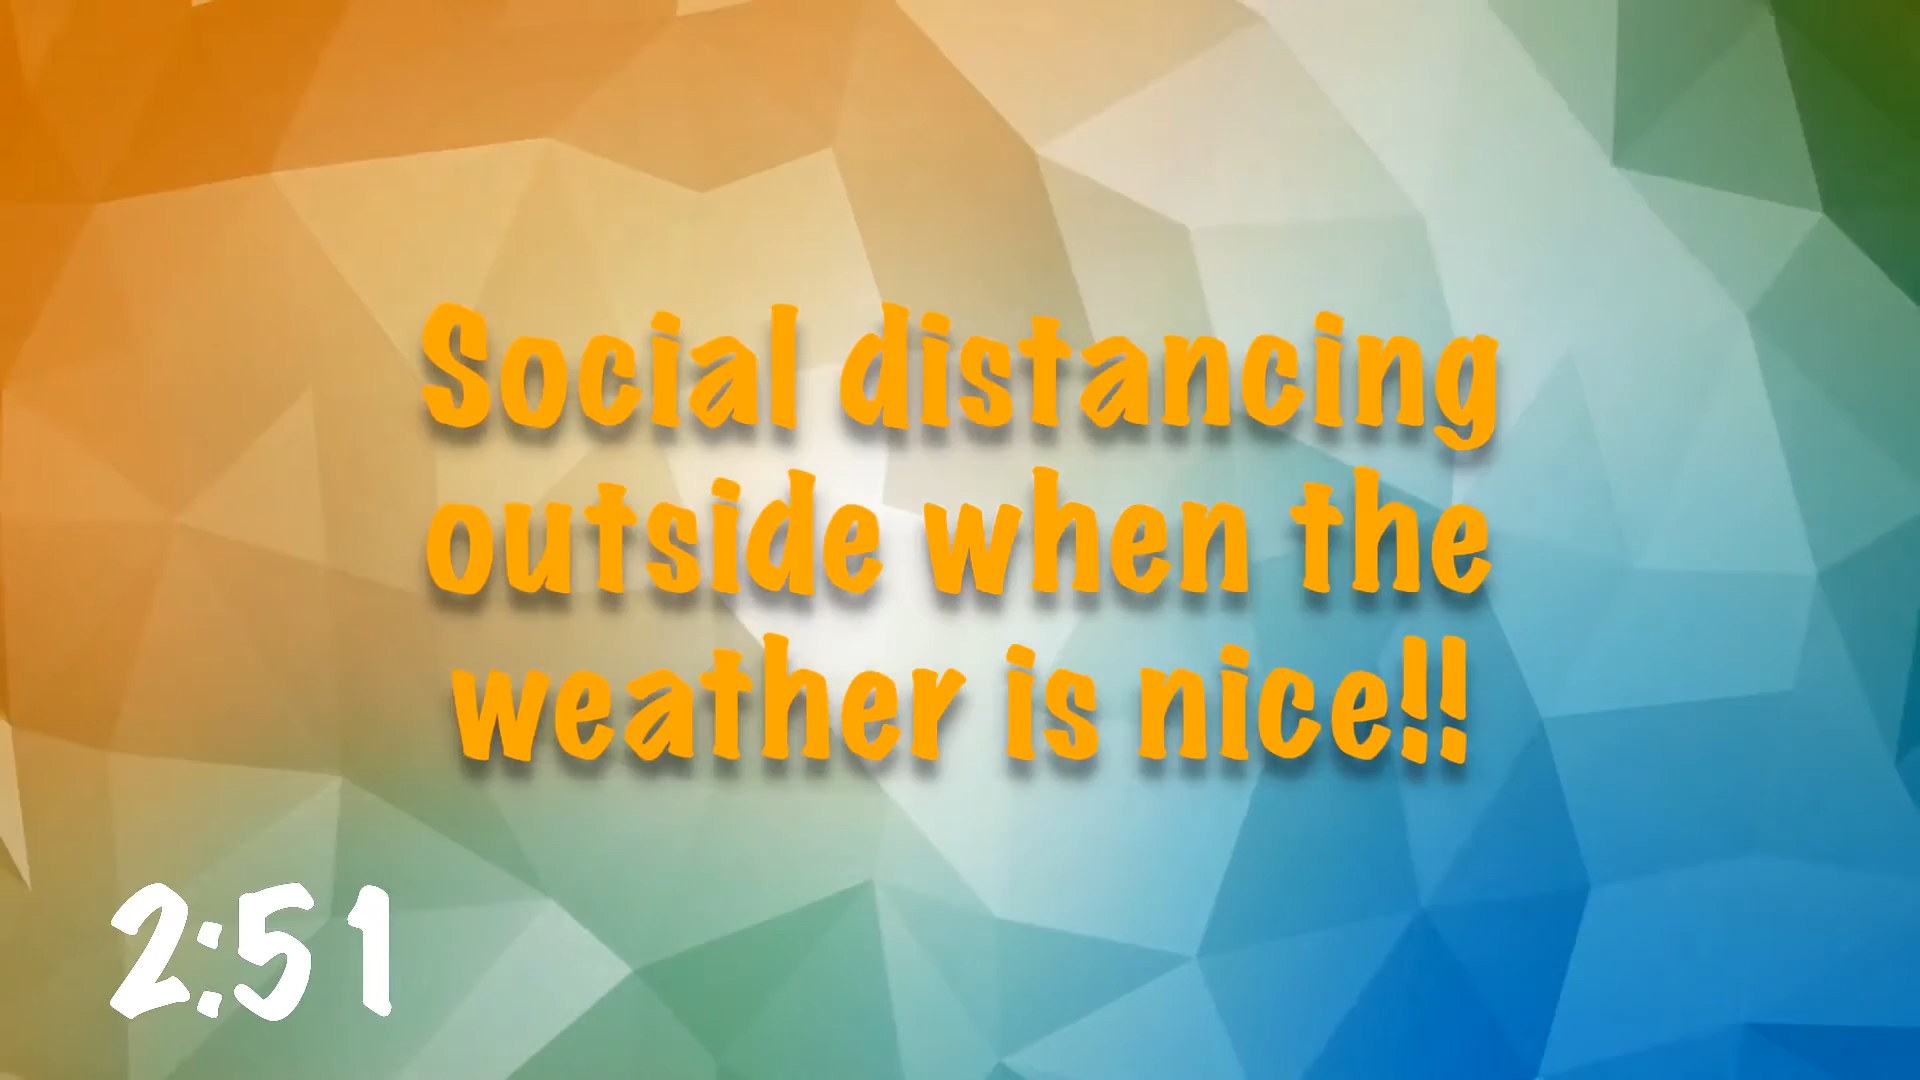 Social distancing
outside when the
weather is nice!!
2:51